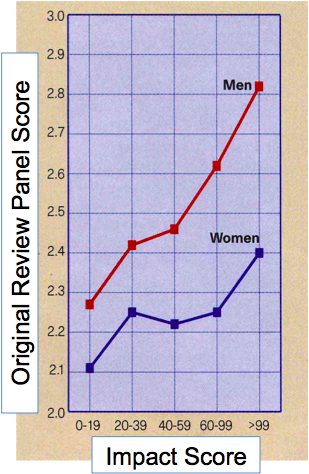 Original Review Panel Score
3.0
2.9
2.8
2.7
2.6
2.5
2.4
2.3
2.2
2.1
2.0
Men
Women
0-19 20-39 40-59 60-99 >99
Impact Score